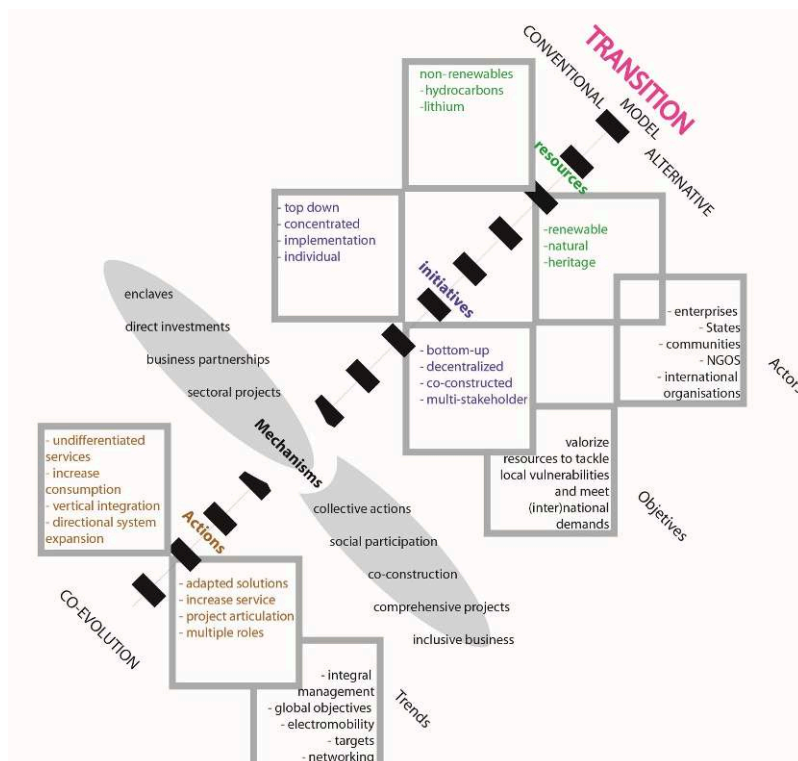 TRANSITION
CONVENTIONAL
MODEL
ALTERNATIVE
non-renewables
-hydrocarbons
-lithium
resources
- top down
- concentrated
- implementation
- individual
-renewable
-natural
-heritage
initiatives
enclaves
direct investments
business partnerships
sectoral projects
- enterprises
- States
- communities
- NGOS
- international
organisations
Actors
- bottom-up
- decentralized
- co-constructed
- multi-stakeholder
Mechanisms
- undifferentiated
services
- increase
consumption
- vertical integration
- directional system
expansion
valorize
resources to tackle
local vulnerabilities
and meet
(inter)national
demands
Objetives
Actions
collective actions
social participation
co-construction
comprehensive projects
inclusive business
- adapted solutions
- increase service
- project articulation
- multiple roles
CO-EVOLUTION
- integral
management
- global objectives
- electromobility
- targets
- networking
Trends